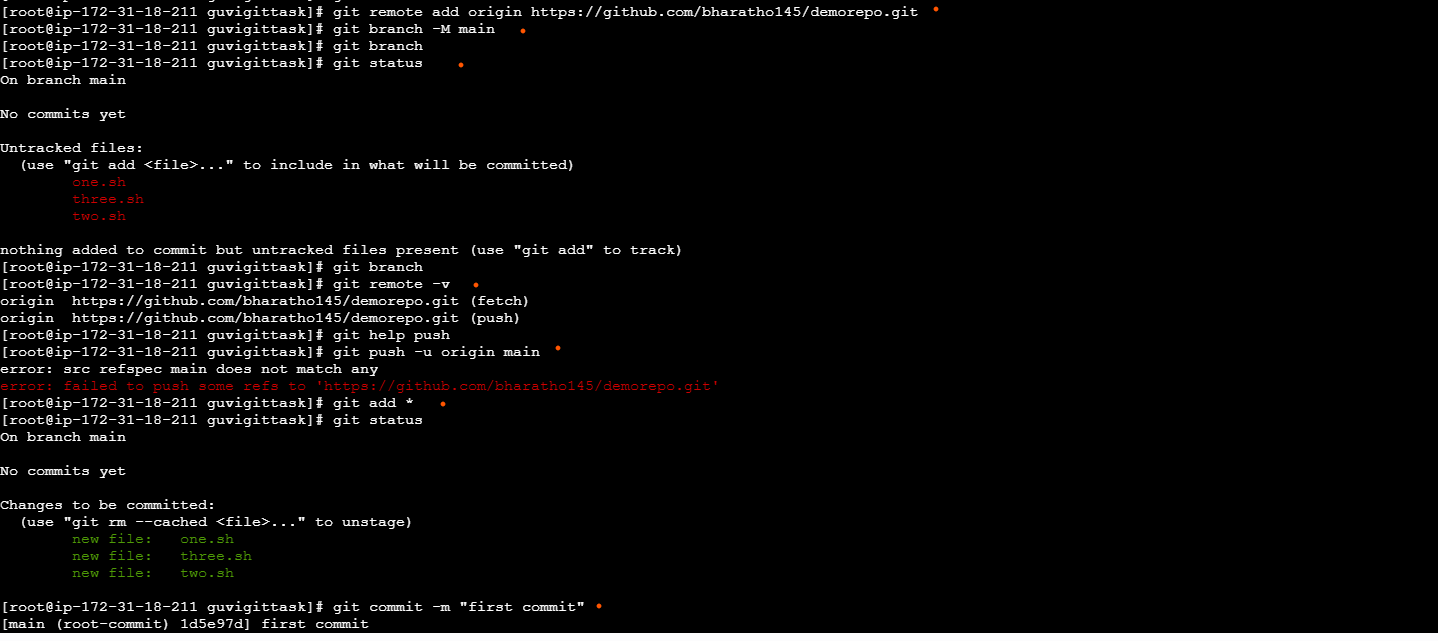 [root@ip-172-31-18-211 guvigittask]# git remote add origin https://github.com/bharatho145/demorepo.git
[root@ip-172-31-18-211 guvigittask]# git branch -M main
[root@ip-172-31-18-211 guvigittask]# git branch
[root@ip-172-31-18-211 guvigittask]# git status
On branch main
No commits yet
Untracked files:
(use "git add <file>..." to include in what will be committed)
one.sh
three.sh
two.sh
nothing added to commit but untracked files present (use "git add" to track)
[root@ip-172-31-18-211 guvigittask]# git branch
[root@ip-172-31-18-211 guvigittask]# git remote -v
origin https://github.com/bharatho145/demorepo.git (fetch)
origin https://github.com/bharatho145/demorepo.git (push)
[root@ip-172-31-18-211 guvigittask]# git help push
[root@ip-172-31-18-211 guvigittask]# git push -u origin main
error: src refspec main does not match any
error: failed to push some refs to 'https://github.com/bharatho145/demorepo.git'
[root@ip-172-31-18-211 guvigittask]# git add *
[root@ip-172-31-18-211 guvigittask]# git status
On branch main
No commits yet
Changes to be committed:
(use "git rm --cached <file>..." to unstage)
new file: one.sh
new file: three.sh
new file: two.sh
[root@ip-172-31-18-211 guvigittask]# git commit -m "first commit"
[main (root-commit) 1d5e97d] first commit